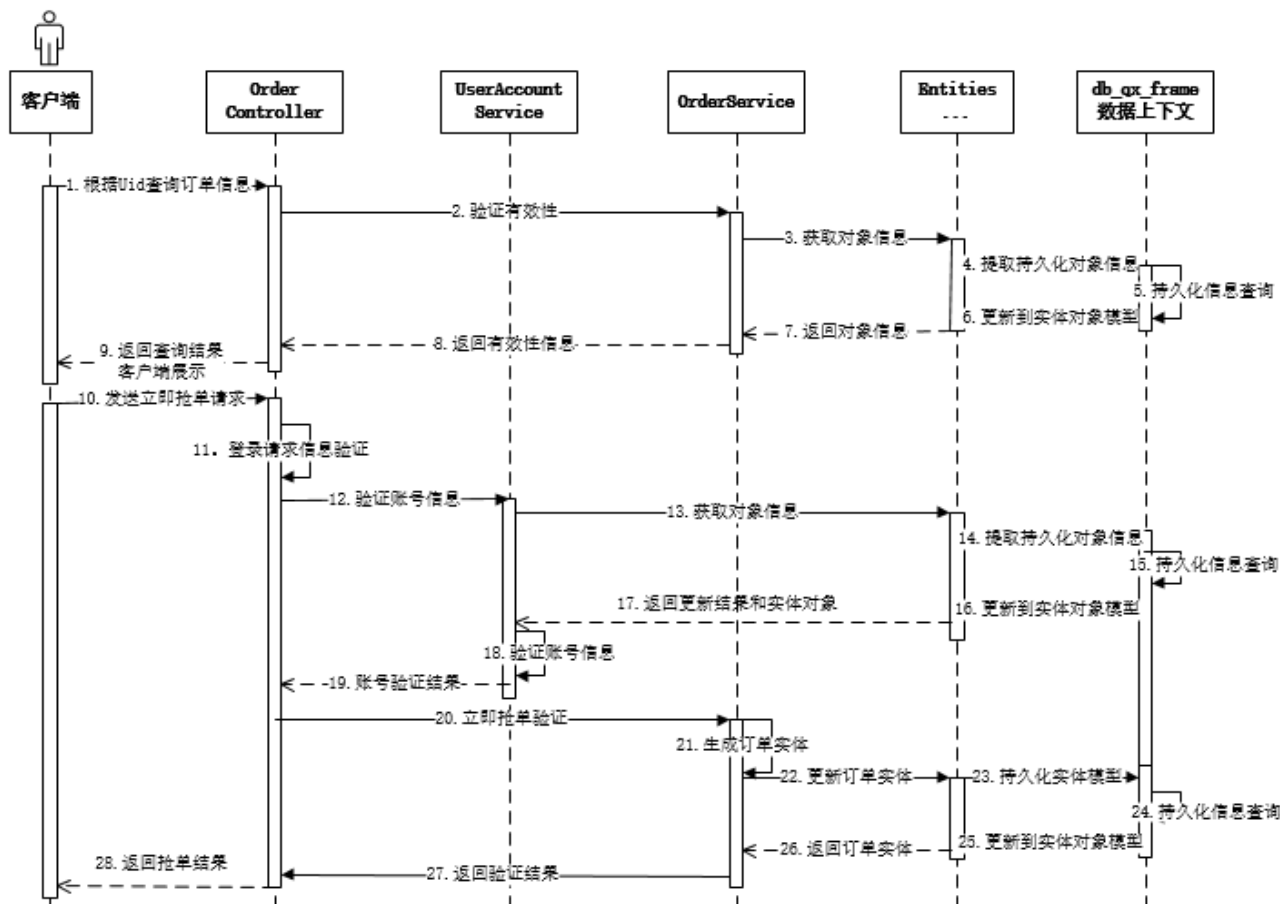 客户端
Order
Controller
UserAccount
Service
OrderService
Entities
...
db_qx_frame
数据上下文
1.根据Uid查询订单信息
2.验证有效性
3.获取对象信息
4.提取持久化对象信息
5.持久化信息查询
6.更新到实体对象模型
7.返回对象信息
8.返回有效性信息
9.返回查询结果
客户端展示
10.发送立即抢单请求
11. 登录请求信息验证
12.验证账号信息
13.获取对象信息
14.提取持久化对象信息
15.持久化信息查询
16.更新到实体对象模型
17.返回更新结果和实体对象
18.验证账号信息
19.账号验证结果
20.立即抢单验证
21.生成订单实体
22.更新订单实体
23.持久化实体模型
24.持久化信息查询
25.更新到实体对象模型
26.返回订单实体
27.返回验证结果
28.返回抢单结果